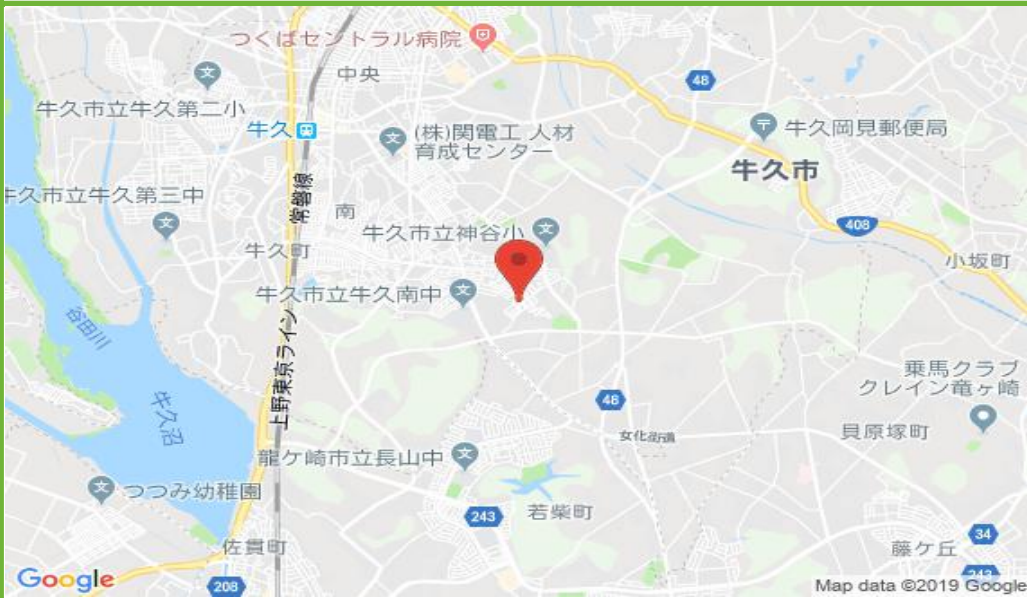 つくばセントラル病院
中央
48
牛久市立牛久第二小
牛久
(株)関電工 人材
育成センター
牛久岡見郵便局
牛久市
牛久市立牛久第三中
常磐線
南
牛久市立神谷小
408
牛久町
小坂町
牛久市立牛久南中
谷田川
上野東京ライン
乗馬クラブ
クレイン竜ヶ崎
牛久沼
48
女化街道
貝原塚町
龍ケ崎市立長山中
つつみ幼稚園
243
若柴町
34
佐貫町
藤ケ丘
243
208
Google
Map data ©2019 Google